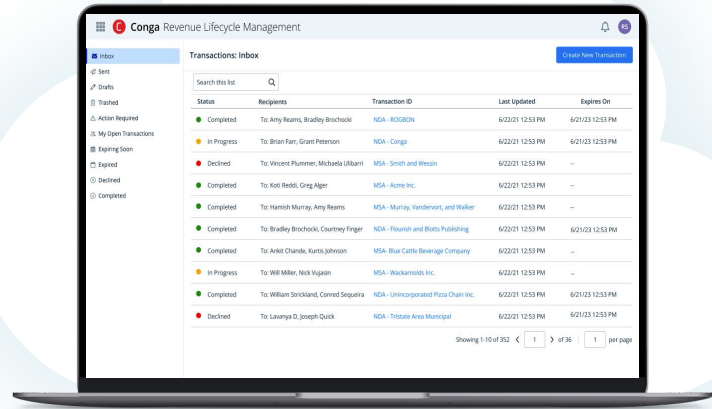 Conga Revenue Lifecycle Management
RS
Inbox
Sent
Drafts
Trashed
Action Required
My Open Transactions
Expiring Soon
Expired
Declined
Completed
Transactions: Inbox
Create New Transaction
Search this list
Status Recipients Transaction ID Last Updated Expires On
Completed To: Amy Reams, Bradley Brochocki NDA - ROGBON 6/22/21 12:53 PM 6/21/23 12:53 PM
In Progress To: Brian Farr, Grant Peterson NDA - Conga 6/22/21 12:53 PM 6/21/23 12:53 PM
Declined To: Vincent Plummer, Michaela Ulibarri MSA - Smith and Wessin 6/22/21 12:53 PM --
Completed To: Koti Reddi, Greg Alger MSA - Acme Inc. 6/22/21 12:53 PM --
Completed To: Hamish Murray, Amy Reams MSA - Murray, Vandervort, and Walker 6/22/21 12:53 PM --
Completed To: Bradley Brochocki, Courtney Finger NDA - Flourish and Blotts Publishing 6/22/21 12:53 PM 6/21/23 12:53 PM
Completed To: Ankit Chande, Kurtis Johnson MSA- Blue Cattle Beverage Company 6/22/21 12:53 PM --
In Progress To: Will Miller, Nick Vujasin MSA - Wackarnolds Inc. 6/22/21 12:53 PM --
Completed To: William Strickland, Conred Sequeira NDA - Unincorporated Pizza Chain Inc. 6/22/21 12:53 PM 6/21/23 12:53 PM
Declined To: Lavanya D, Joseph Quick NDA - Tristate Area Municipal 6/22/21 12:53 PM 6/21/23 12:53 PM
Showing 1-10 of 352 < 1 > of 36 1 per page